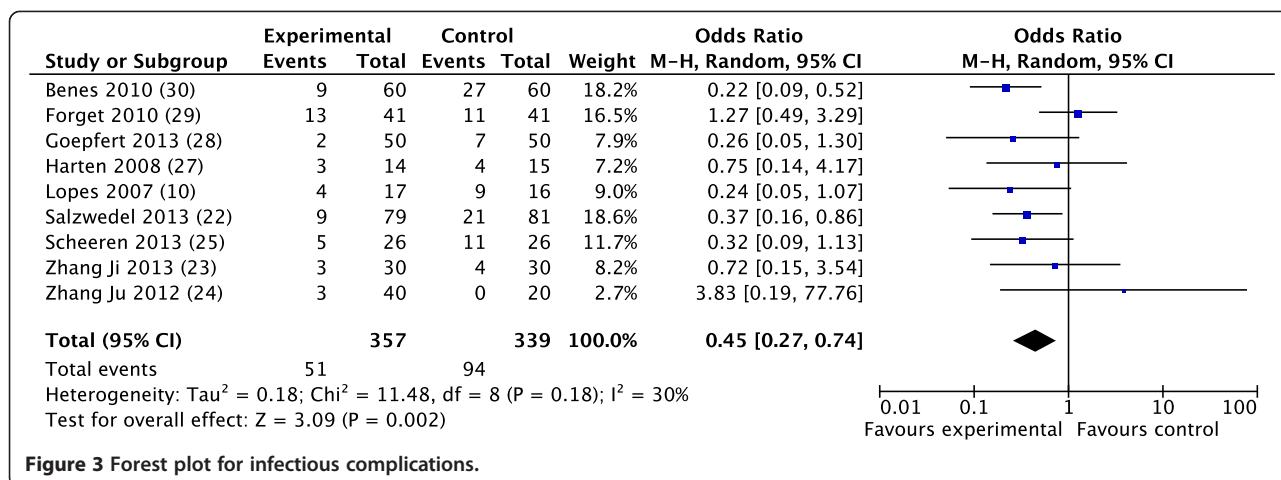 Experimental Control Odds Ratio Odds Ratio
Study or Subgroup Events Total Events Total Weight M-H, Random, 95% CI M-H, Random, 95% CI
Benes 2010 (30) 9 60 27 60 18.2% 0.22 [0.09, 0.52]
Forget 2010 (29) 13 41 11 41 16.5% 1.27 [0.49, 3.29]
Goepfert 2013 (28) 2 50 7 50 7.9% 0.26 [0.05, 1.30]
Harten 2008 (27) 3 14 4 15 7.2% 0.75 [0.14, 4.17]
Lopes 2007 (10) 4 17 9 16 9.0% 0.24 [0.05, 1.07]
Salzwedel 2013 (22) 9 79 21 81 18.6% 0.37 [0.16, 0.86]
Scheeren 2013 (25) 5 26 11 26 11.7% 0.32 [0.09, 1.13]
Zhang Ji 2013 (23) 3 30 4 30 8.2% 0.72 [0.15, 3.54]
Zhang Ju 2012 (24) 3 40 0 20 2.7% 3.83 [0.19, 77.76]
Total (95% CI) 357 339 100.0% 0.45 [0.27, 0.74]
Total events 51 94
Heterogeneity: Tau² = 0.18; Chi² = 11.48, df = 8 (P = 0.18); I² = 30%
Test for overall effect: Z = 3.09 (P = 0.002)
0.01 0.1 1 10 100
Favours experimental Favours control
Figure 3 Forest plot for infectious complications.